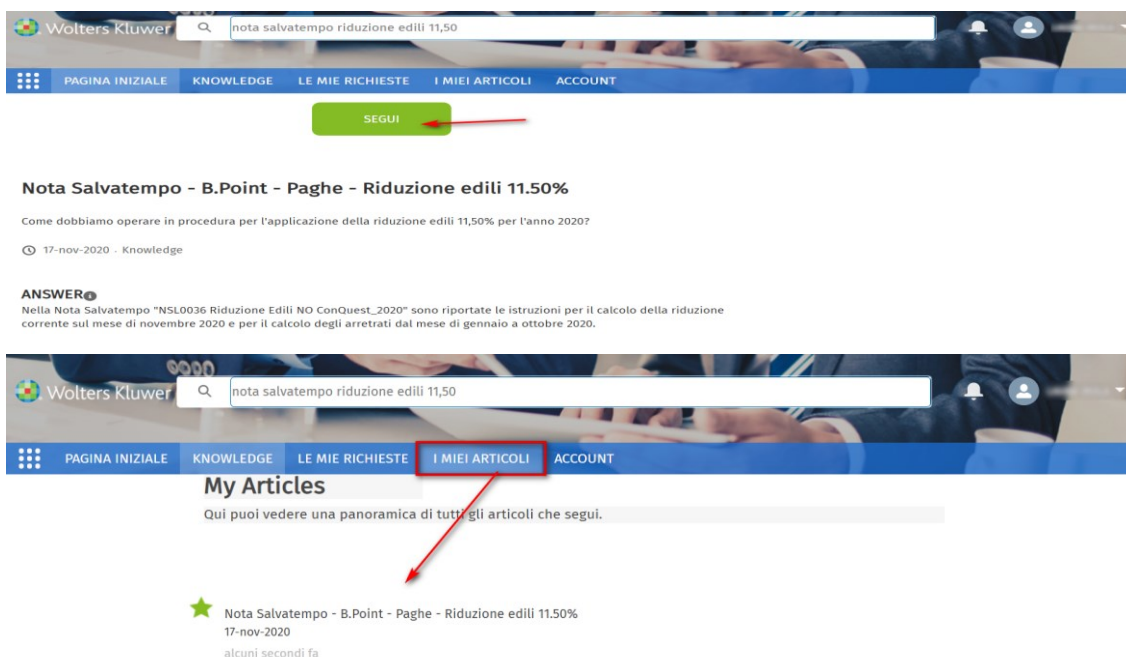 Wolters Kluwer
nota salvatempo riduzione edili 11,50
PAGINA INIZIALE KNOWLEDGE LE MIE RICHIESTE I MIEI ARTICOLI ACCOUNT
SEGUI
Nota Salvatempo - B.Point - Paghe - Riduzione edili 11.50%
Come dobbiamo operare in procedura per l'applicazione della riduzione edili 11,50% per l'anno 2020?
17-nov-2020 - Knowledge
ANSWER
Nella Nota Salvatempo "NSL0036 Riduzione Edili NO ConQuest_2020" sono riportate le istruzioni per il calcolo della riduzione
corrente sul mese di novembre 2020 e per il calcolo degli arretrati dal mese di gennaio a ottobre 2020.
Wolters Kluwer
nota salvatempo riduzione edili 11,50
PAGINA INIZIALE KNOWLEDGE LE MIE RICHIESTE I MIEI ARTICOLI ACCOUNT
My Articles
Qui puoi vedere una panoramica di tutti gli articoli che segui.
Nota Salvatempo - B.Point - Paghe - Riduzione edili 11.50%
17-nov-2020
alcuni secondi fa